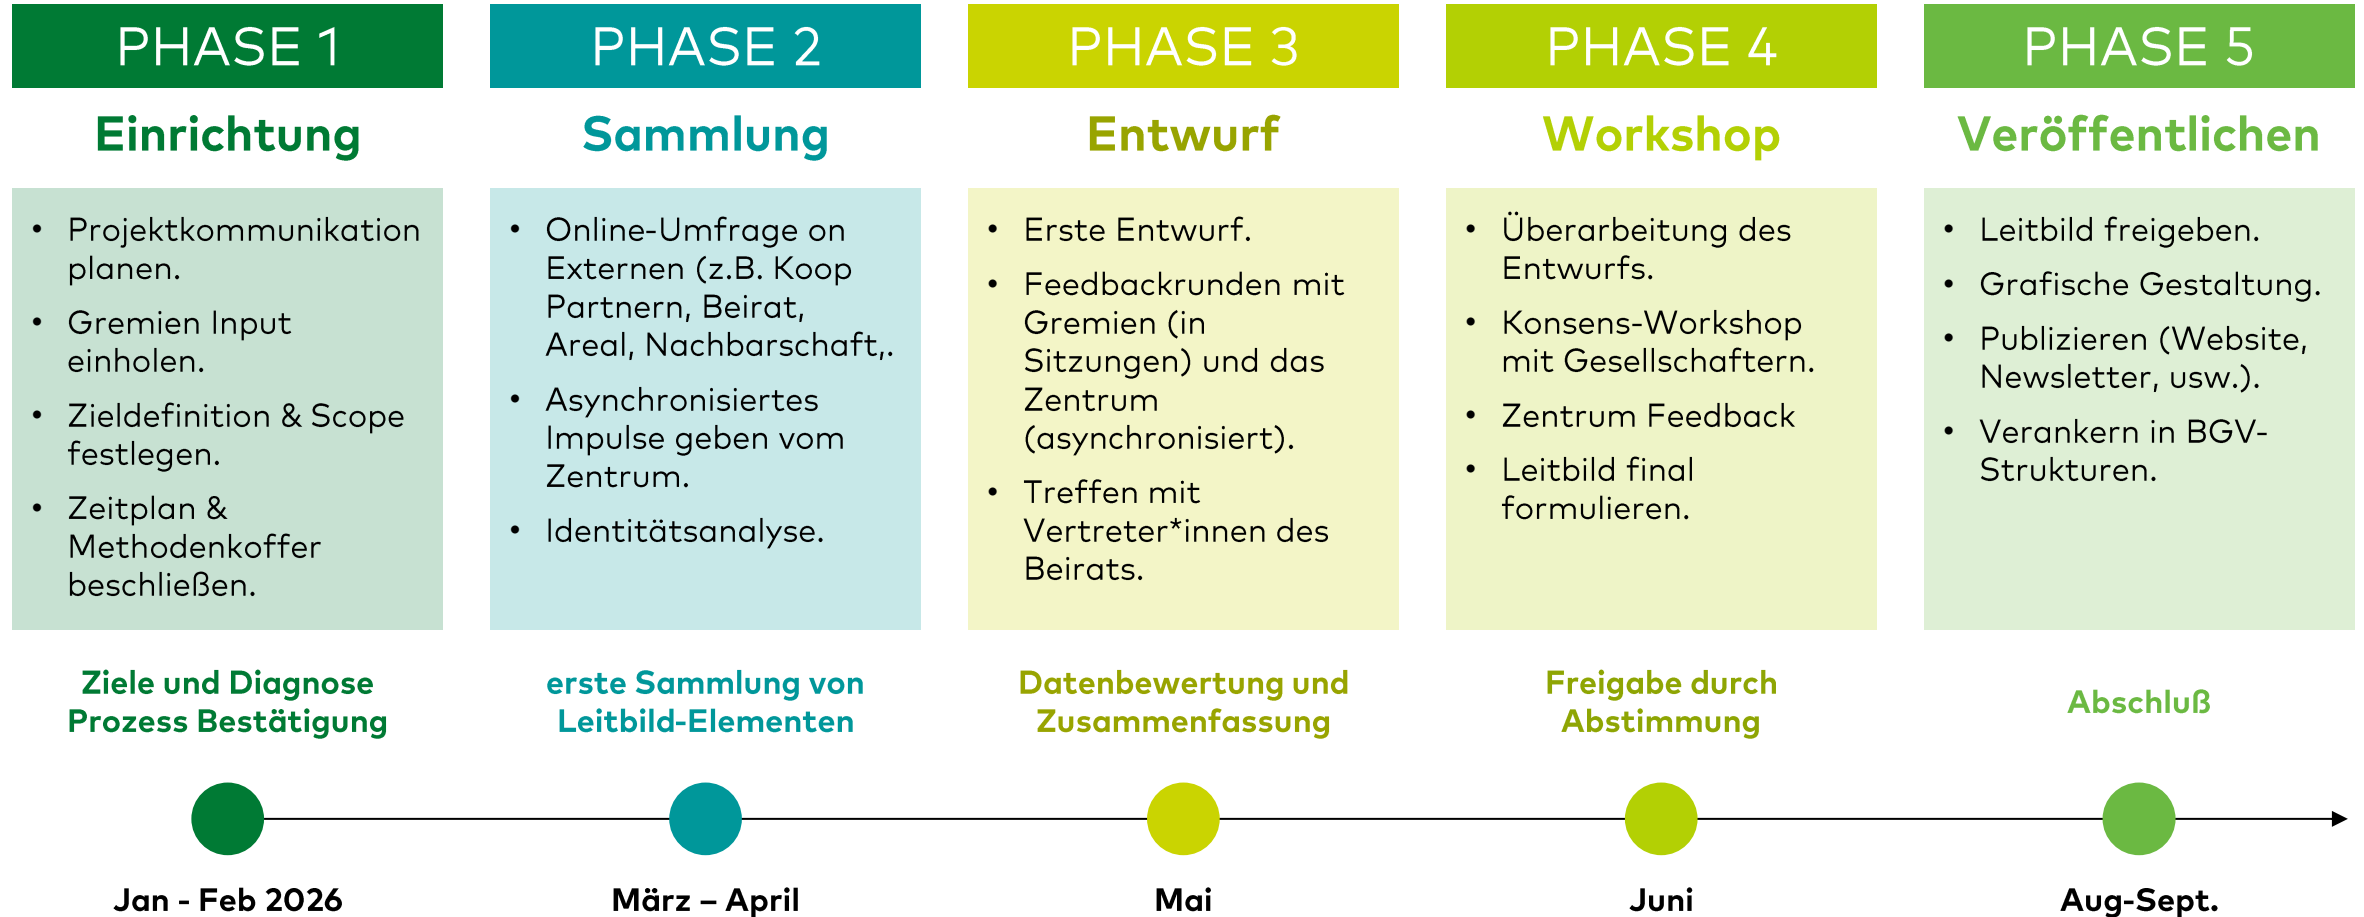 PHASE 1
Einrichtung
• Projektkommunikation
planen.
• Gremien Input
einholen.
• Zieldefinition & Scope
festlegen.
• Zeitplan &
Methodenkoffer
beschließen.
Ziele und Diagnose
Prozess Bestätigung
Jan - Feb 2026
PHASE 2
Sammlung
• Online-Umfrage on
Externen (z.B. Koop
Partnern, Beirat,
Areal, Nachbarschaft,.
• Asynchronisiertes
Impulse geben vom
Zentrum.
• Identitätsanalyse.
erste Sammlung von
Leitbild-Elementen
März – April
PHASE 3
Entwurf
• Erste Entwurf.
• Feedbackrunden mit
Gremien (in
Sitzungen) und das
Zentrum
(asynchronisiert).
• Treffen mit
Vertreter*innen des
Beirats.
Datenbewertung und
Zusammenfassung
Mai
PHASE 4
Workshop
• Überarbeitung des
Entwurfs.
• Konsens-Workshop
mit Gesellschaftern.
• Zentrum Feedback
• Leitbild final
formulieren.
Freigabe durch
Abstimmung
Juni
PHASE 5
Veröffentlichen
• Leitbild freigeben.
• Grafische Gestaltung.
• Publizieren (Website,
Newsletter, usw.).
• Verankern in BGV-
Strukturen.
Abschluß
Aug-Sept.